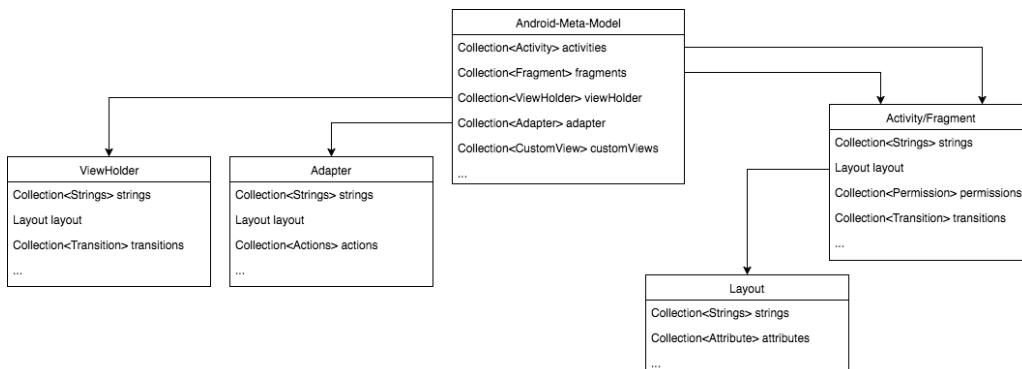 Android-Meta-Model
Collection<Activity> activities
Collection<Fragment> fragments
Collection<ViewHolder> viewHolder
Collection<Adapter> adapter
Collection<CustomView> customViews
...
ViewHolder
Collection<Strings> strings
Layout layout
Collection<Transition> transitions
...
Adapter
Collection<Strings> strings
Layout layout
Collection<Actions> actions
...
Activity/Fragment
Collection<Strings> strings
Layout layout
Collection<Permission> permissions
Collection<Transition> transitions
...
Layout
Collection<Strings> strings
Collection<Attribute> attributes
...